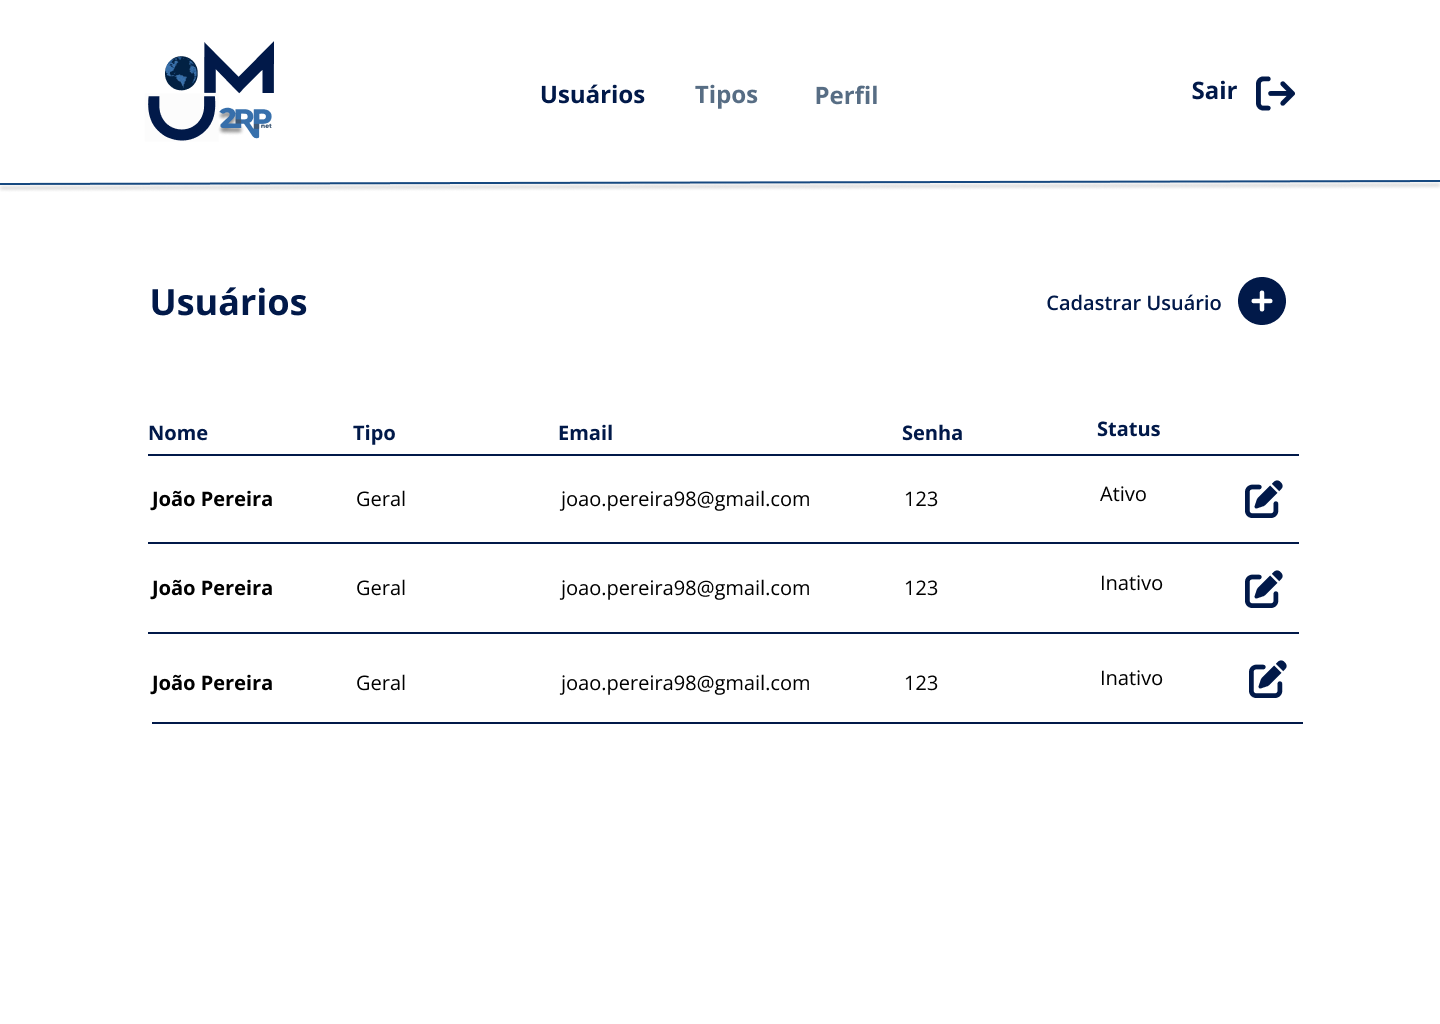 UM
2RP net
Usuários Tipos Perfil Sair
Usuários
Cadastrar Usuário
Nome Tipo Email Senha Status
João Pereira Geral joao.pereira98@gmail.com 123 Ativo
João Pereira Geral joao.pereira98@gmail.com 123 Inativo
João Pereira Geral joao.pereira98@gmail.com 123 Inativo